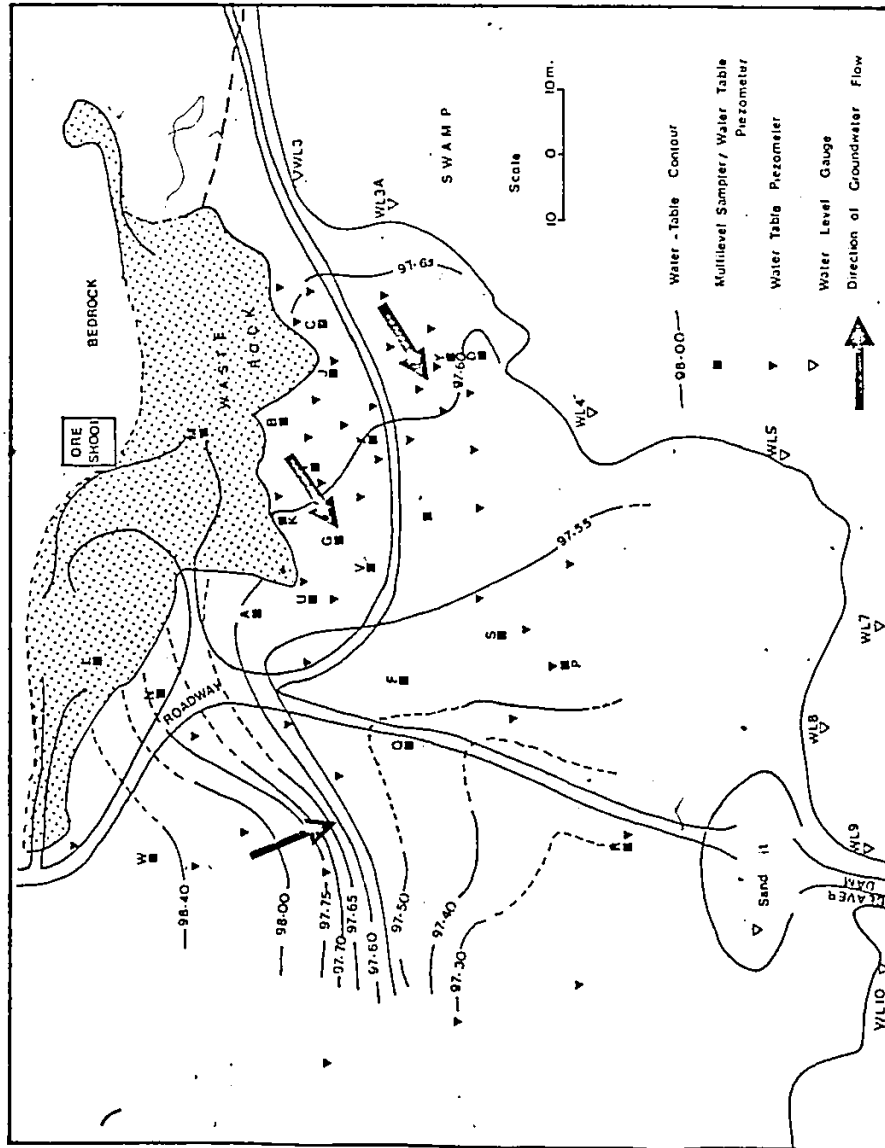 BEDROCK
ORE
SHOOT
WASTE
ROCK
ROADWAY
SWAMP
Scale
10 0 10m.
—98.00— Water-Table Contour
Multilevel Sampler/Water Table
Piezometer
Water Table Piezometer
Water Level Gauge
Direction of Groundwater Flow
WL3
WL3A
WL4
WL5
WL7
WL8
WL9
WL10
Sand
98.40
98.00
97.75
97.70
97.65
97.60
97.50
97.40
97.30
97.55
97.60
97.65
W
L
H
M
A
U
V
G
K
B
J
C
Y
O
F
S
P
Q
R
DAM